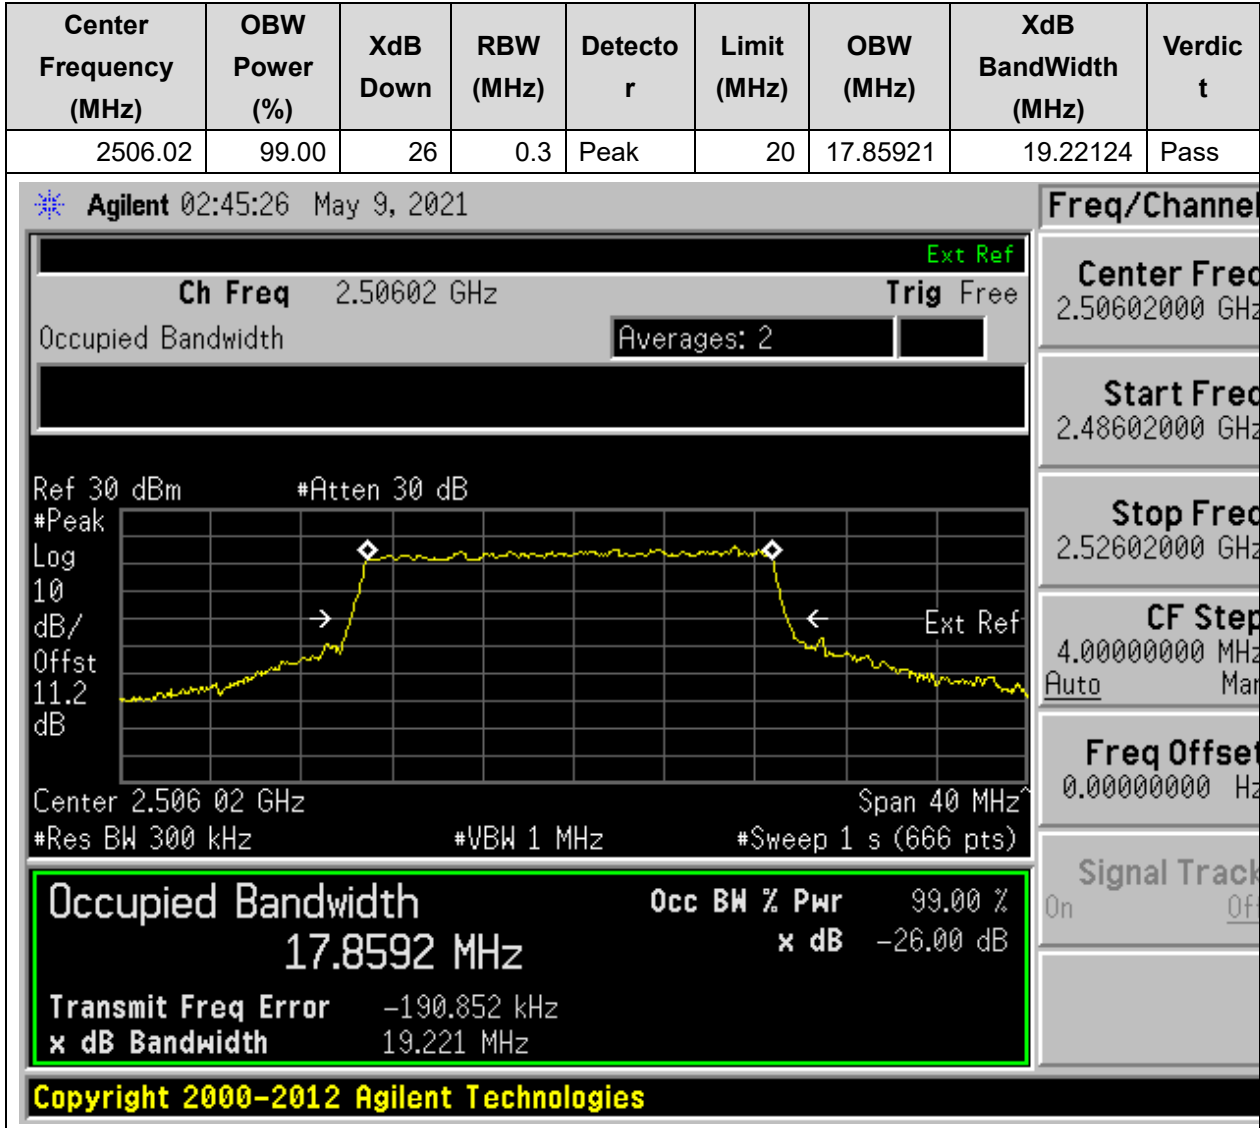 Center Frequency (MHz) OBW Power (%) XdB Down RBW (MHz) Detecto r Limit (MHz) OBW (MHz) XdB BandWidth (MHz) Verdic t
2506.02 99.00 26 0.3 Peak 20 17.85921 19.22124 Pass
Agilent 02:45:26 May 9, 2021
Freq/Channel
Ext Ref
Ch Freq 2.50602 GHz Trig Free
Occupied Bandwidth Averages: 2
Center Freq
2.50602000 GHz
Start Freq
2.48602000 GHz
Stop Freq
2.52602000 GHz
CF Step
4.00000000 MHz
Auto Man
Freq Offset
0.00000000 Hz
Signal Track
On Off
Ref 30 dBm #Atten 30 dB
#Peak
Log
10
dB/
Offst
11.2
dB
Ext Ref
Center 2.506 02 GHz Span 40 MHz^
#Res BW 300 kHz #VBW 1 MHz #Sweep 1 s (666 pts)
Occupied Bandwidth Occ BW % Pwr 99.00 %
17.8592 MHz x dB -26.00 dB
Transmit Freq Error -190.852 kHz
x dB Bandwidth 19.221 MHz
Copyright 2000-2012 Agilent Technologies